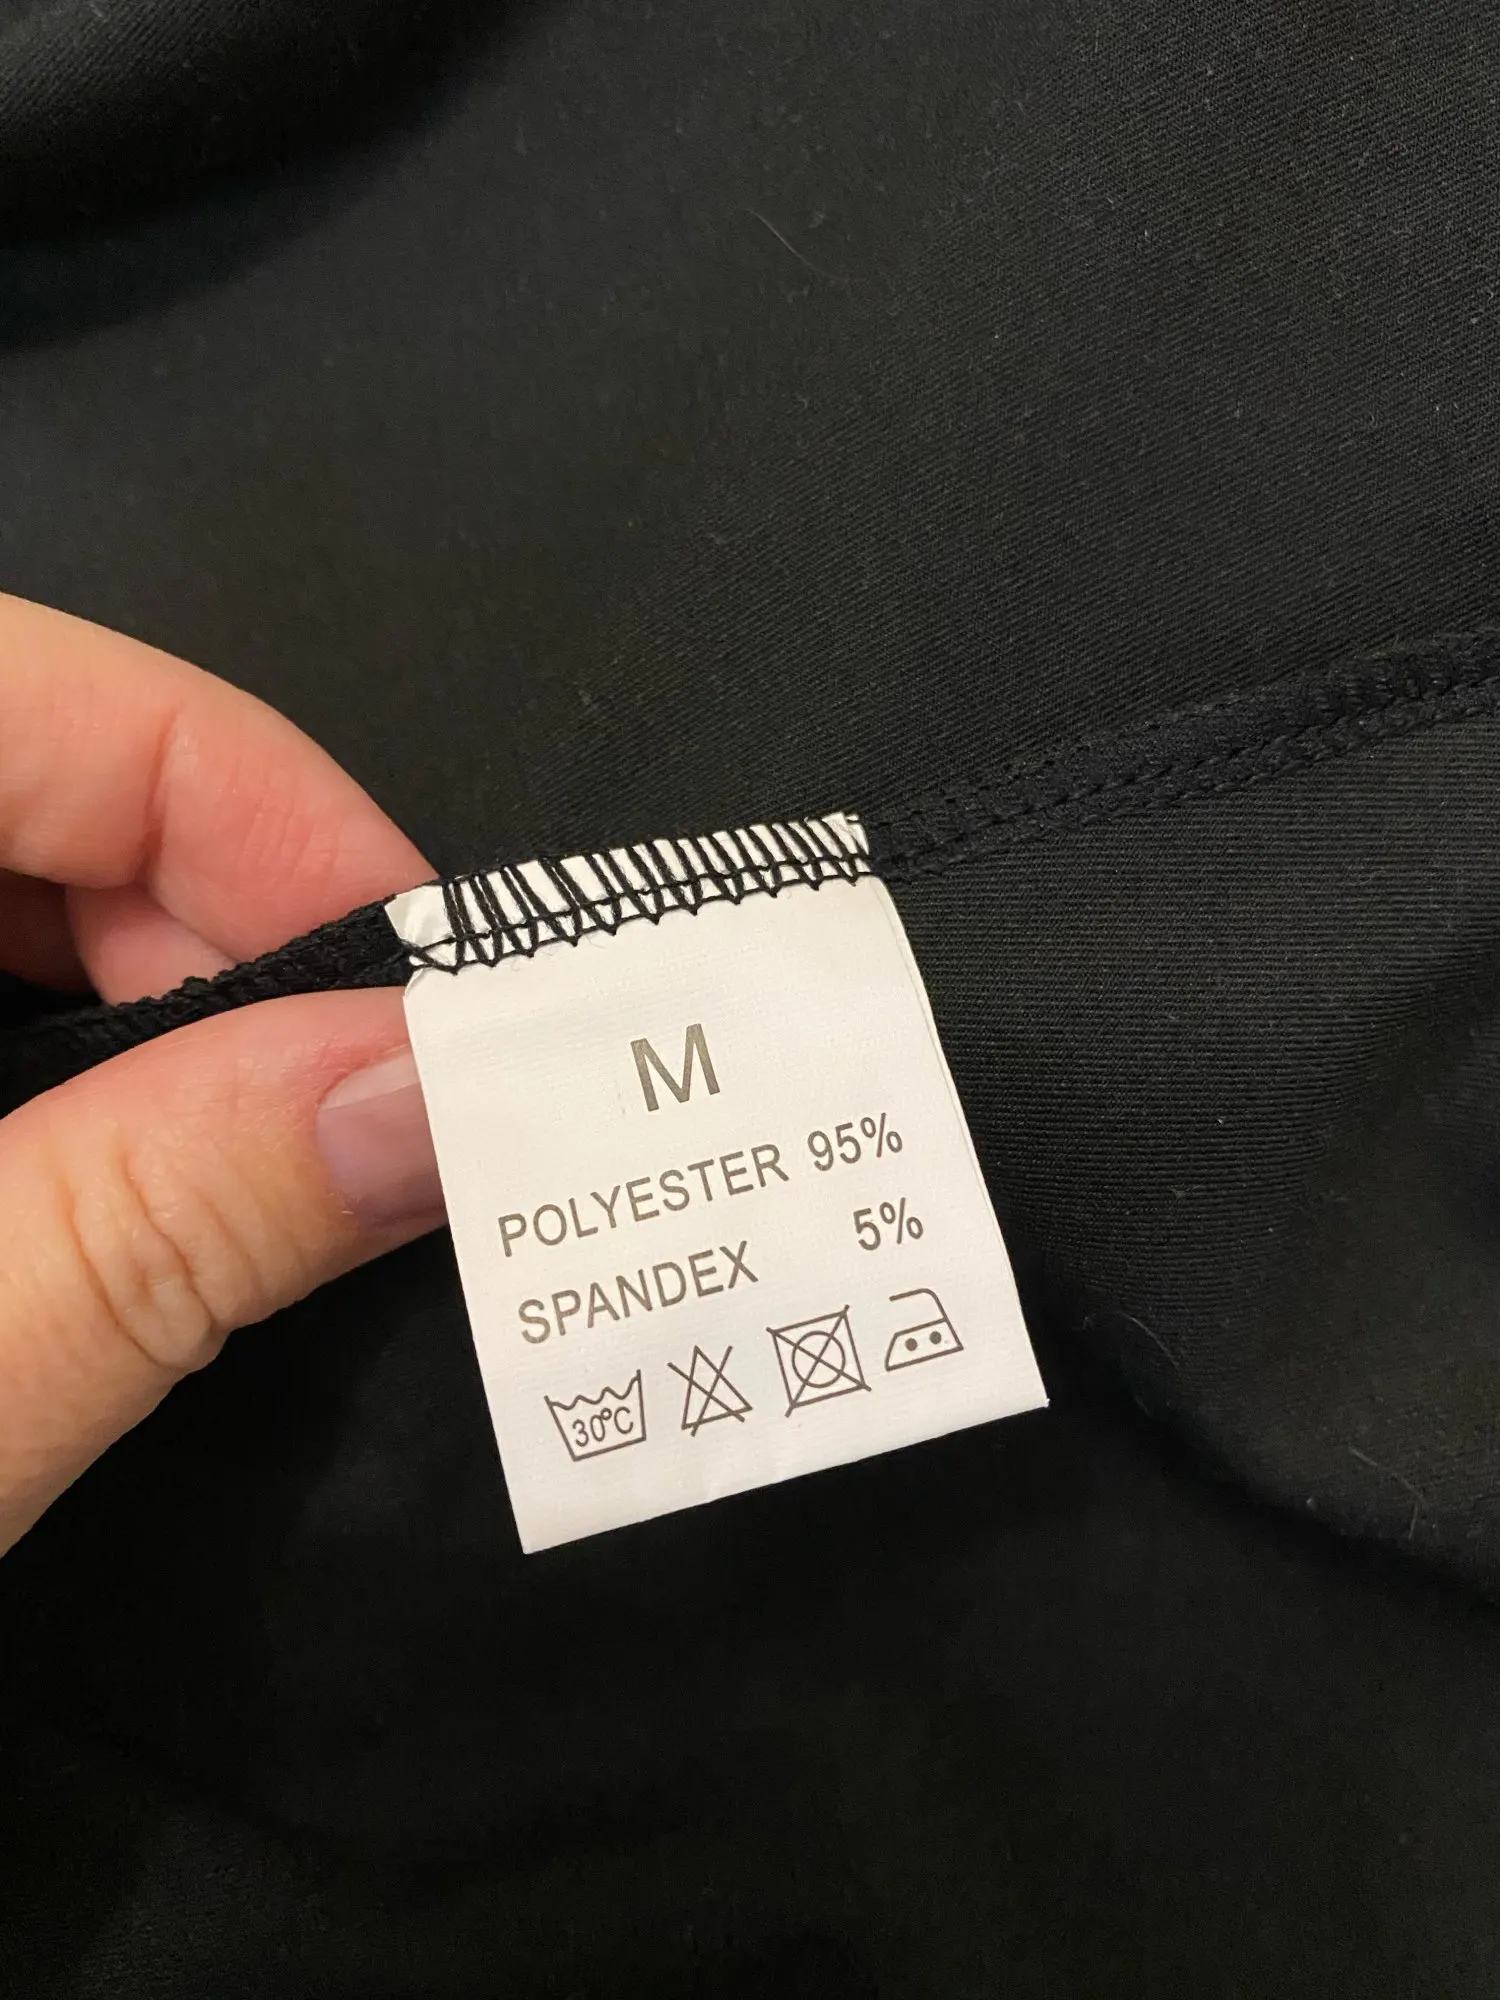 M
POLYESTER 95%
SPANDEX 5%
30°C